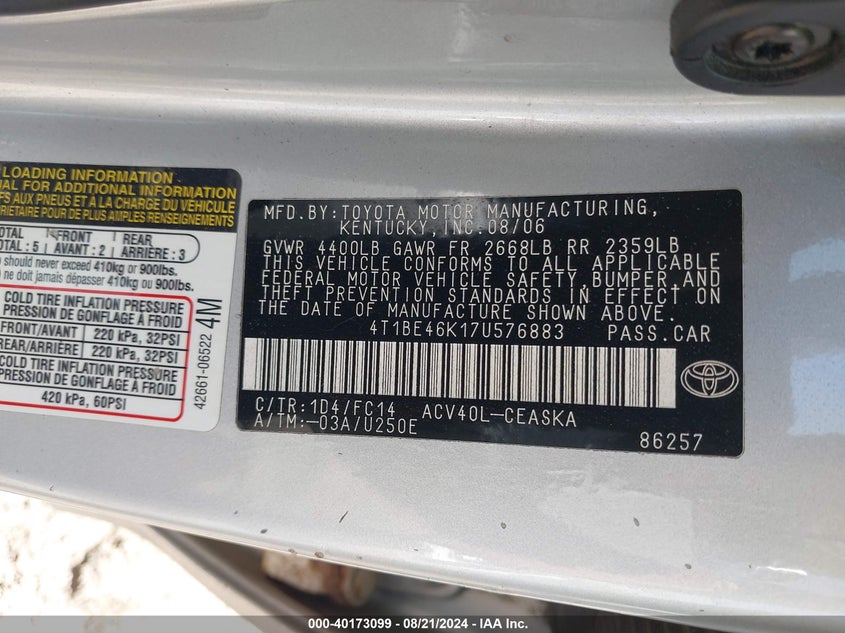 LOADING INFORMATION
FOR ADDITIONAL INFORMATION
AUX PNEUS ET A LA CHARGE DU VÉHICULE
POUR DE PLUS AMPLES RENSEIGNEMENTS
TOTAL FRONT REAR
TOTAL: 5 AVANT: 2 ARRIÈRE: 3
should never exceed 410kg or 900lbs.
ne doit jamais dépasser 410kg ou 900lbs.
COLD TIRE INFLATION PRESSURE
PRESSION DE GONFLAGE À FROID
FRONT/AVANT 220 kPa, 32PSI
REAR/ARRIÈRE 220 kPa, 32PSI
COLD TIRE INFLATION PRESSURE
PRESSION DE GONFLAGE À FROID
420 kPa, 60PSI
42661-06522 4M
MFD.BY:TOYOTA MOTOR MANUFACTURING,
KENTUCKY,INC.08/06
GVWR 4400LB GAWR FR 2668LB RR 2359LB
THIS VEHICLE CONFORMS TO ALL APPLICABLE
FEDERAL MOTOR VEHICLE SAFETY,BUMPER,AND
THEFT PREVENTION STANDARDS IN EFFECT ON
THE DATE OF MANUFACTURE SHOWN ABOVE.
4T1BE46K17U576883 PASS.CAR
C/TR:1D4/FC14 ACV40L-CEASKA
A/TM:-03A/U250E
86257
000-40173099 - 08/21/2024 - IAA Inc.